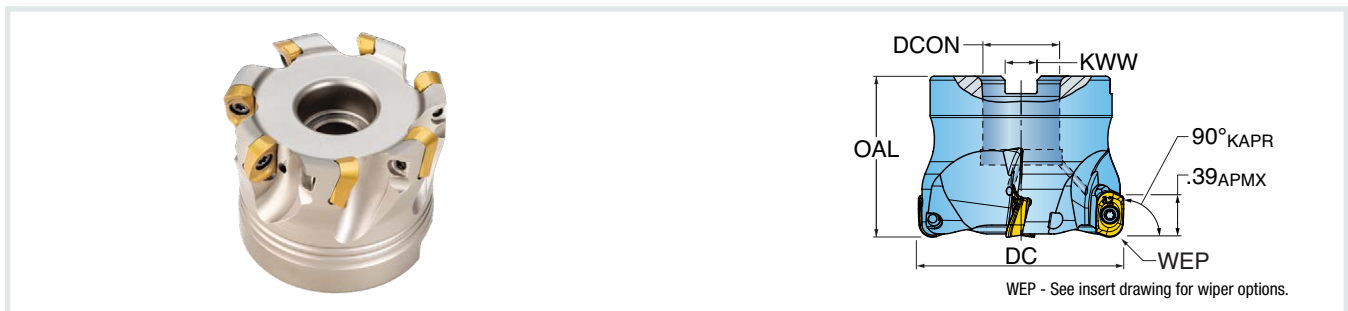 DCON
KWW
OAL
90°KAPR
.39APMX
DC
WEP
WEP - See insert drawing for wiper options.